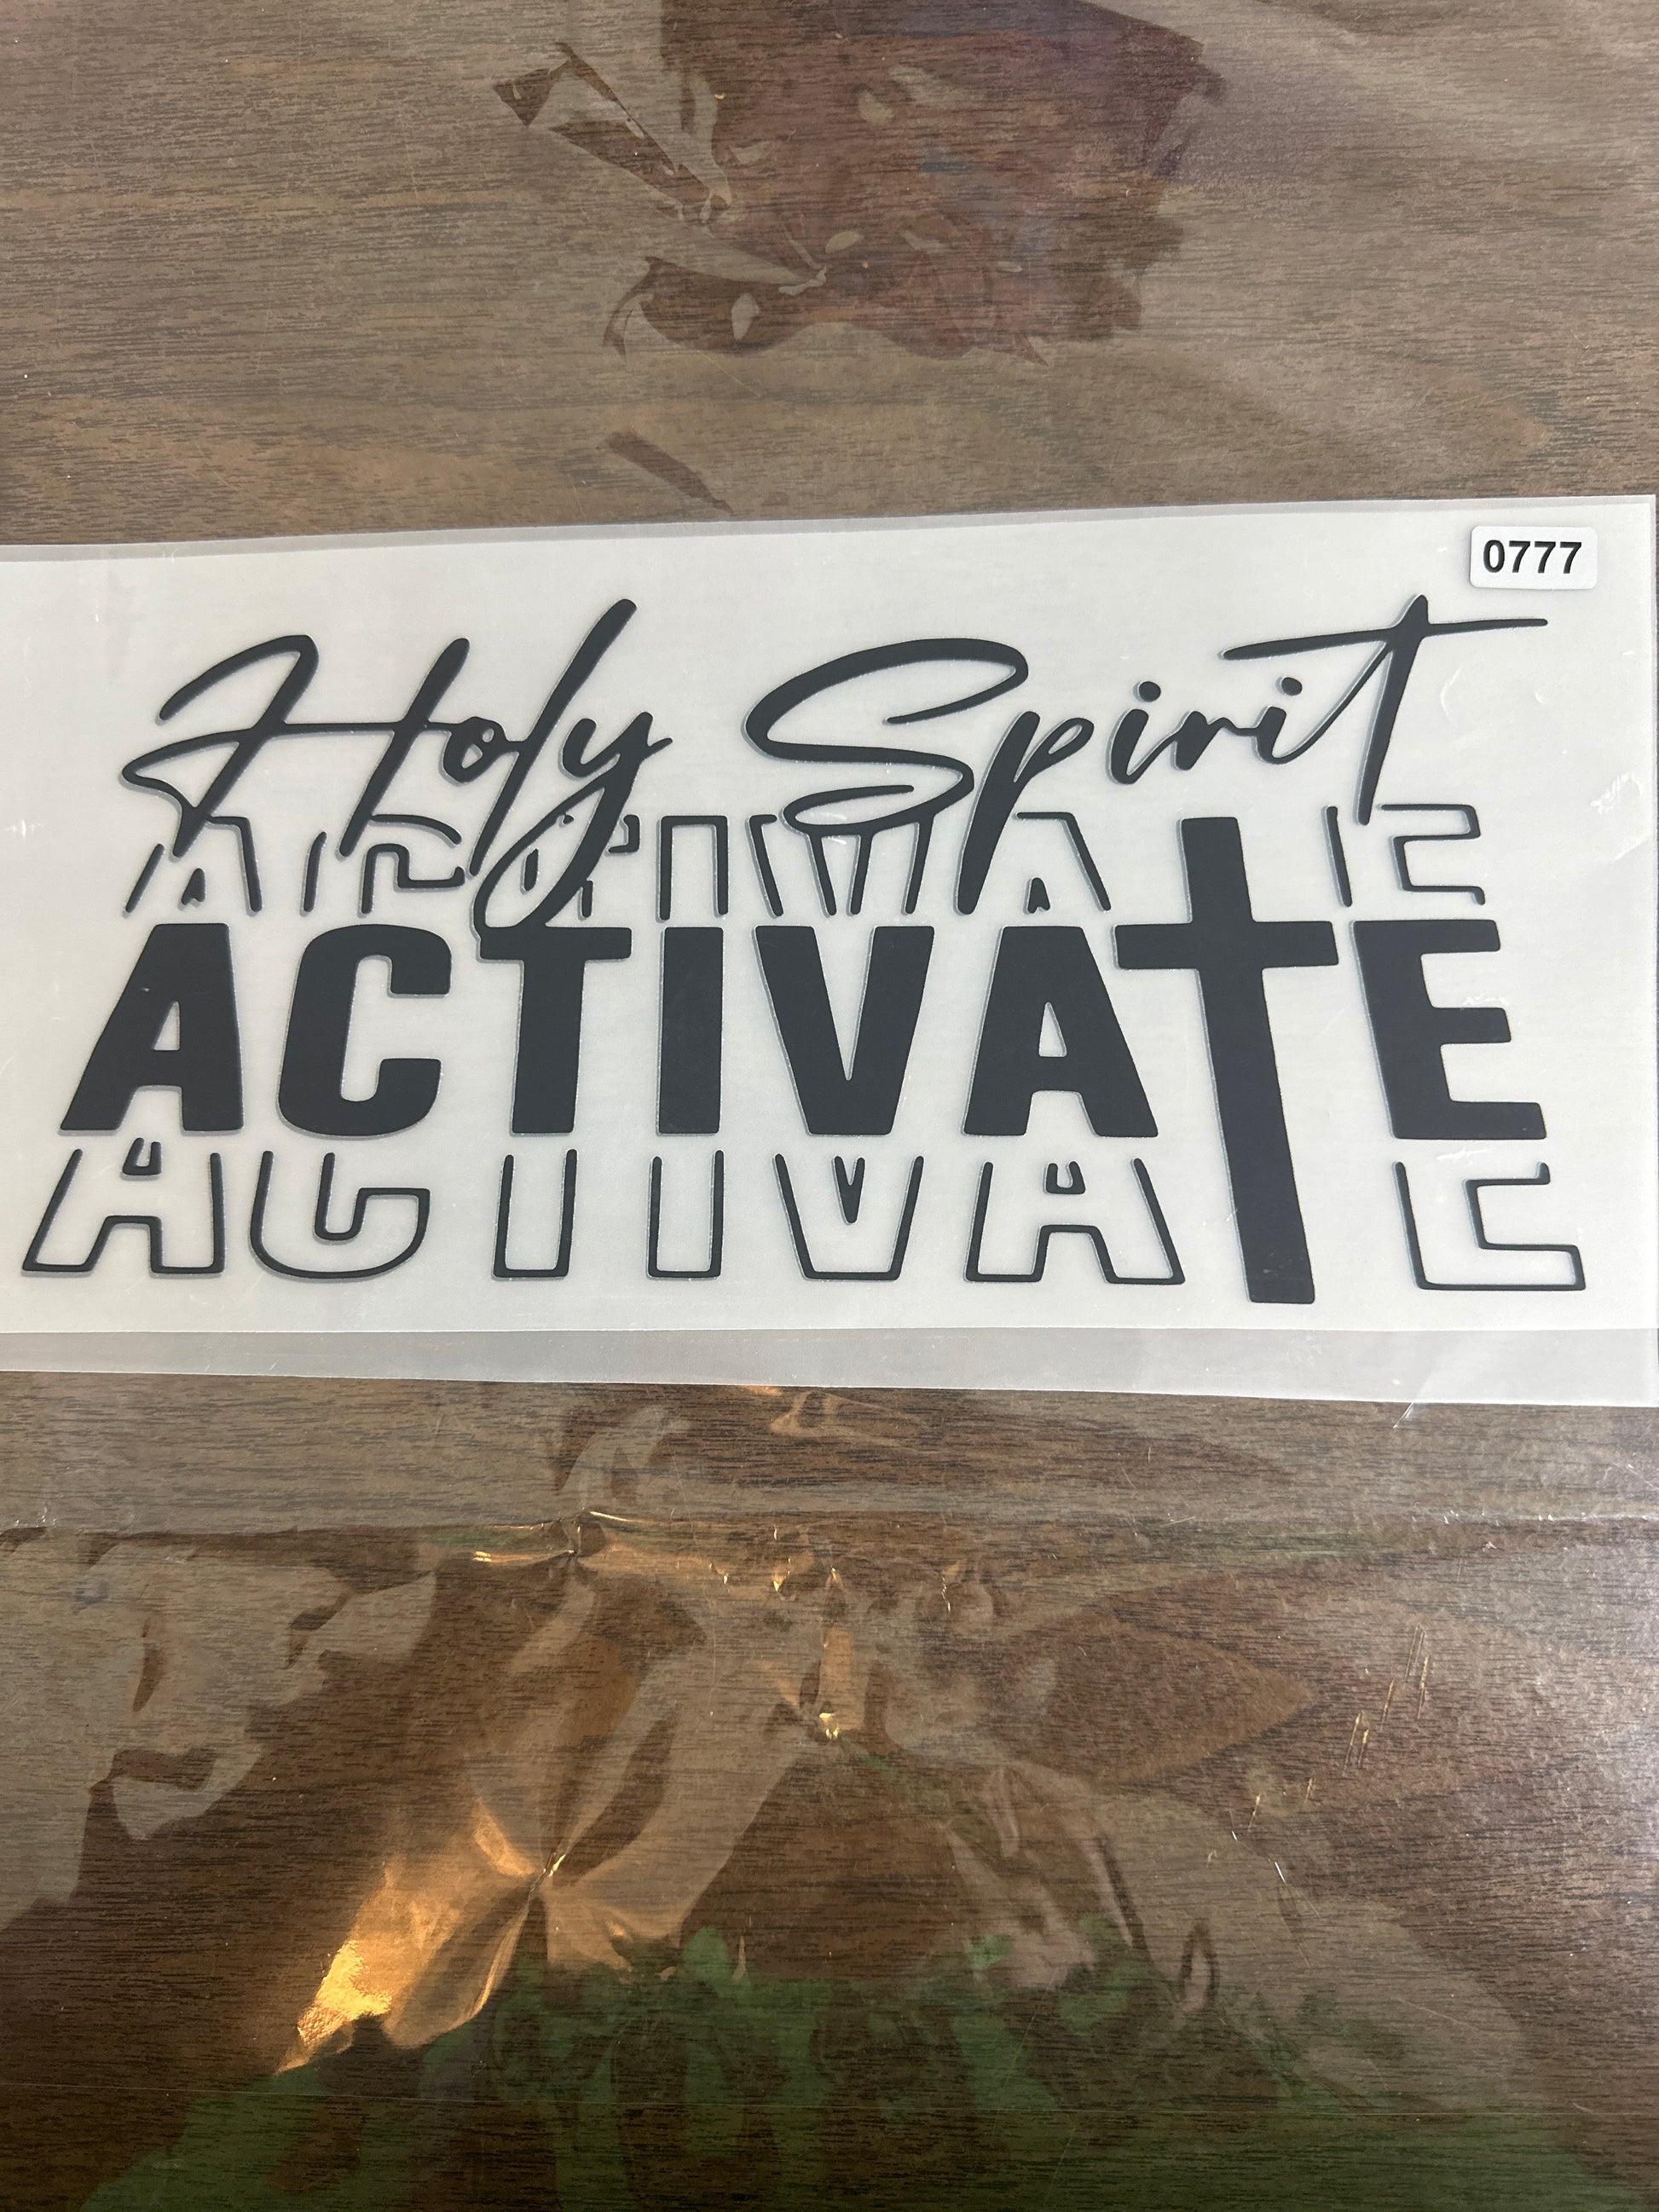 0777
Holy Spirit
ACTIVATE
ACTIVATE
ACTIVATE